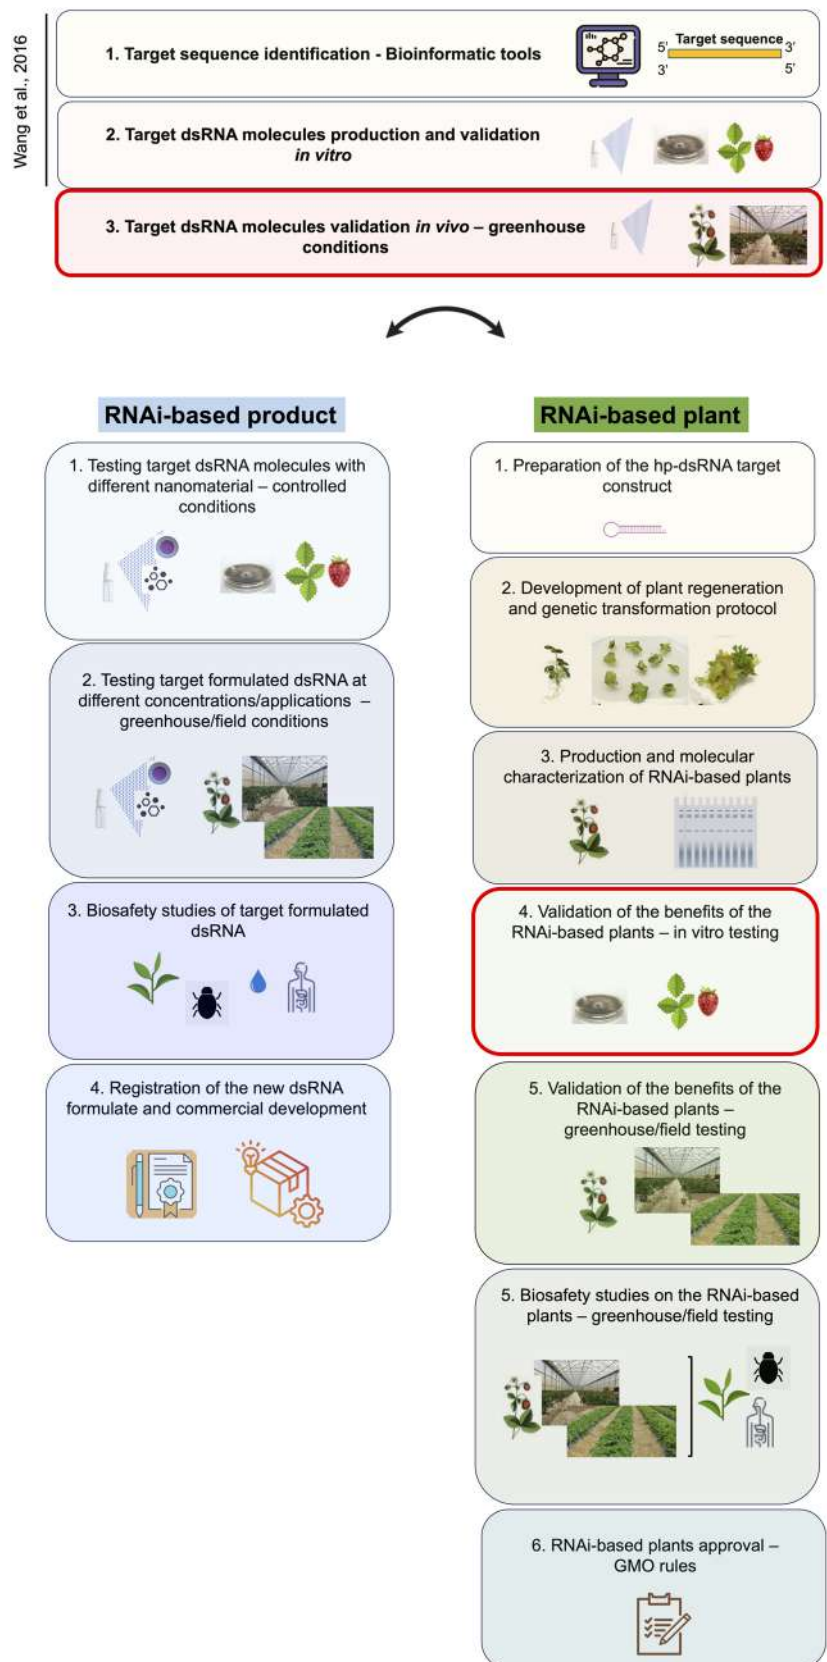 Wang et al., 2016
1. Target sequence identification - Bioinformatic tools
5' Target sequence 3'
3' 5'
2. Target dsRNA molecules production and validation
in vitro
3. Target dsRNA molecules validation in vivo – greenhouse
conditions
RNAi-based product
1. Testing target dsRNA molecules with
different nanomaterial – controlled
conditions
2. Testing target formulated dsRNA at
different concentrations/applications –
greenhouse/field conditions
3. Biosafety studies of target formulated
dsRNA
4. Registration of the new dsRNA
formulate and commercial development
RNAi-based plant
1. Preparation of the hp-dsRNA target
construct
2. Development of plant regeneration
and genetic transformation protocol
3. Production and molecular
characterization of RNAi-based plants
4. Validation of the benefits of the
RNAi-based plants – in vitro testing
5. Validation of the benefits of the
RNAi-based plants –
greenhouse/field testing
5. Biosafety studies on the RNAi-based
plants – greenhouse/field testing
6. RNAi-based plants approval –
GMO rules